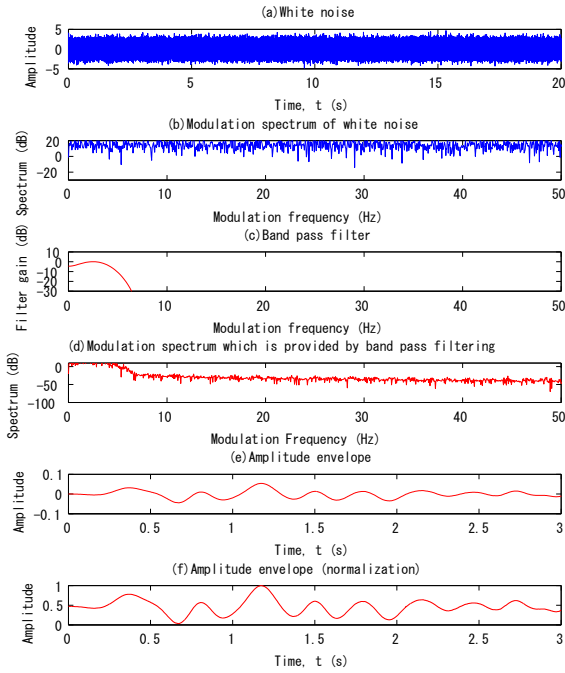 (a)White noise
Amplitude
5
0
-5
0 5 10 15 20
Time, t (s)
(b)Modulation spectrum of white noise
Spectrum (dB)
20
0
-20
0 10 20 30 40 50
Modulation frequency (Hz)
(c)Band pass filter
Filter gain (dB)
10
0
-10
-20
-30
0 10 20 30 40 50
Modulation frequency (Hz)
(d)Modulation spectrum which is provided by band pass filtering
Spectrum (dB)
0
-50
-100
0 10 20 30 40 50
Modulation Frequency (Hz)
(e)Amplitude envelope
Amplitude
0.1
0
-0.1
0 0.5 1 1.5 2 2.5 3
Time, t (s)
(f)Amplitude envelope (normalization)
Amplitude
1
0.5
0
0 0.5 1 1.5 2 2.5 3
Time, t (s)